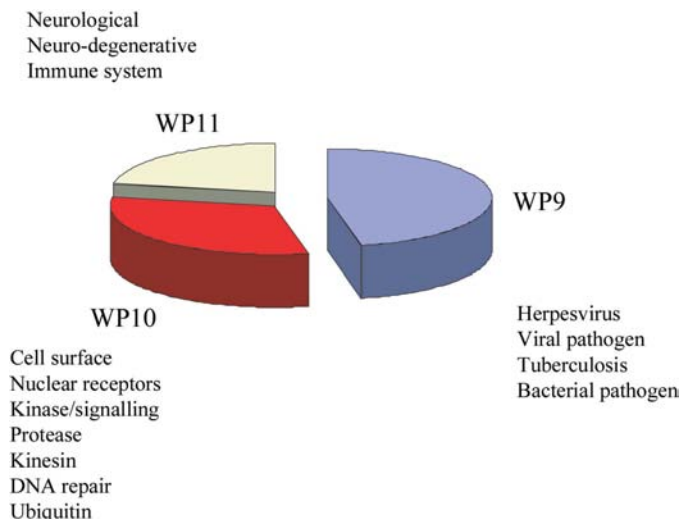 Neurological
Neuro-degenerative
Immune system
WP11
WP9
WP10
Herpesvirus
Viral pathogen
Tuberculosis
Bacterial pathogen
Cell surface
Nuclear receptors
Kinase/signalling
Protease
Kinesin
DNA repair
Ubiquitin